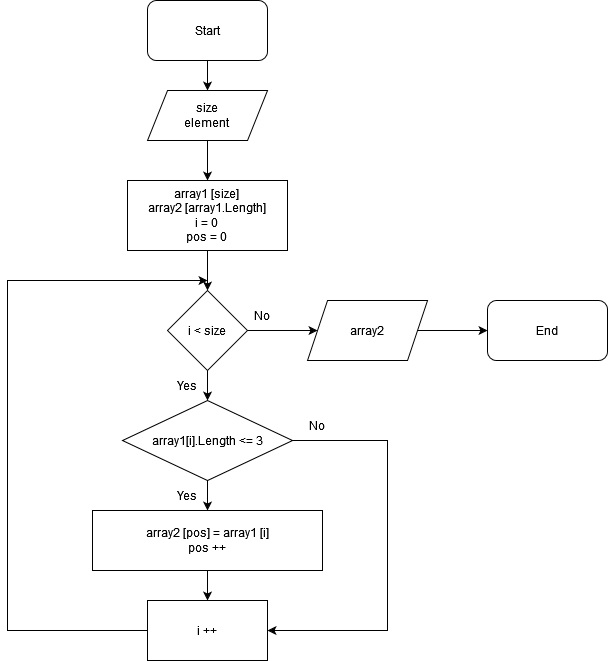 Start
size
element
array1 [size]
array2 [array1.Length]
i = 0
pos = 0
i < size
No
array2
End
Yes
array1[i].Length <= 3
No
Yes
array2 [pos] = array1 [i]
pos ++
i ++